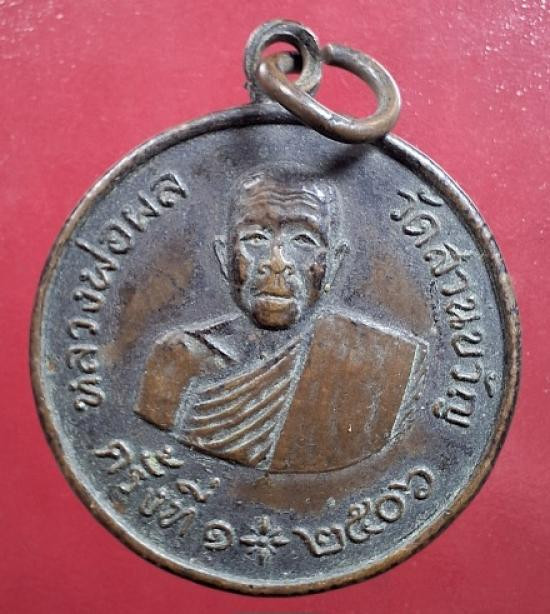 หลวงพ่อผล
วัดสวนขวัญ
ครั้งที่ ๑ ๒๕๐๖